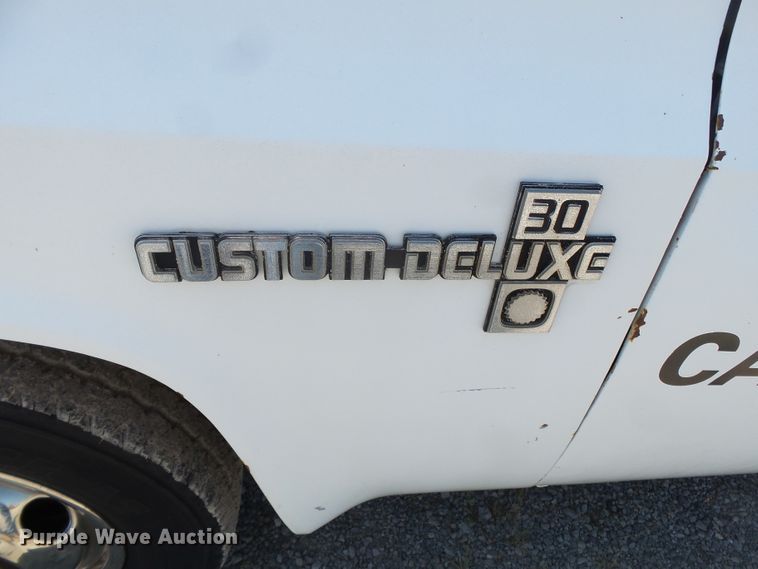 30
CUSTOM DELUXE
CA
Purple Wave Auction